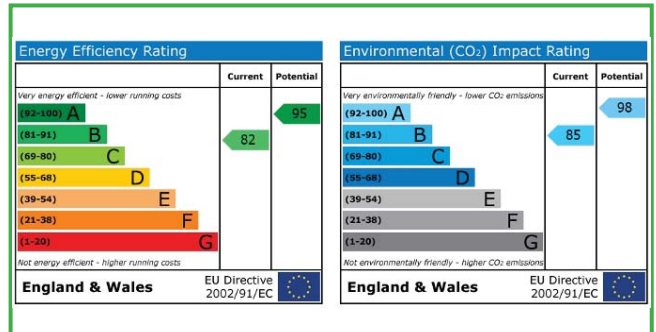 Energy Efficiency Rating
Current Potential
Very energy efficient - lower running costs
(92-100) A
95
(81-91) B
82
(69-80) C
(55-68) D
(39-54) E
(21-38) F
(1-20) G
Not energy efficient - higher running costs
England & Wales
EU Directive
2002/91/EC
Environmental (CO₂) Impact Rating
Current Potential
Very environmentally friendly - lower CO₂ emissions
(92-100) A
98
(81-91) B
85
(69-80) C
(55-68) D
(39-54) E
(21-38) F
(1-20) G
Not environmentally friendly - higher CO₂ emissions
England & Wales
EU Directive
2002/91/EC